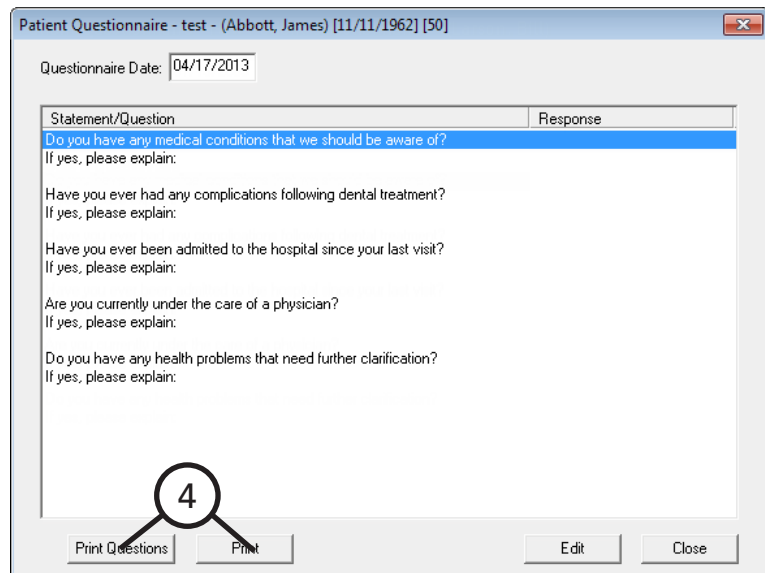 Patient Questionnaire - test - (Abbott, James) [11/11/1962] [50]
Questionnaire Date: 04/17/2013
Statement/Question Response
Do you have any medical conditions that we should be aware of?
If yes, please explain:
Have you ever had any complications following dental treatment?
If yes, please explain:
Have you ever been admitted to the hospital since your last visit?
If yes, please explain:
Are you currently under the care of a physician?
If yes, please explain:
Do you have any health problems that need further clarification?
If yes, please explain:
4
Print Questions Print Edit Close